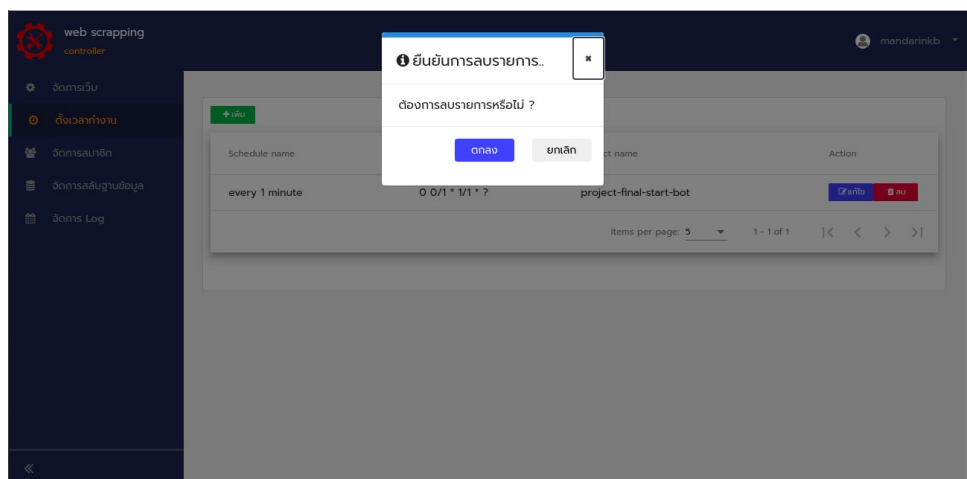 web scrapping
controller
mandarinkb
ยืนยันการลบรายการ..
ต้องการลบรายการหรือไม่ ?
ตกลง
ยกเลิก
จัดการเว็บ
ตั้งเวลาทำงาน
จัดการสมาชิก
จัดการสลับฐานข้อมูล
จัดการ Log
+เพิ่ม
Schedule name
ct name
Action
every 1 minute
0 0/1 * 1/1 * ?
project-final-start-bot
แก้ไข
ลบ
Items per page: 5
1 - 1 of 1